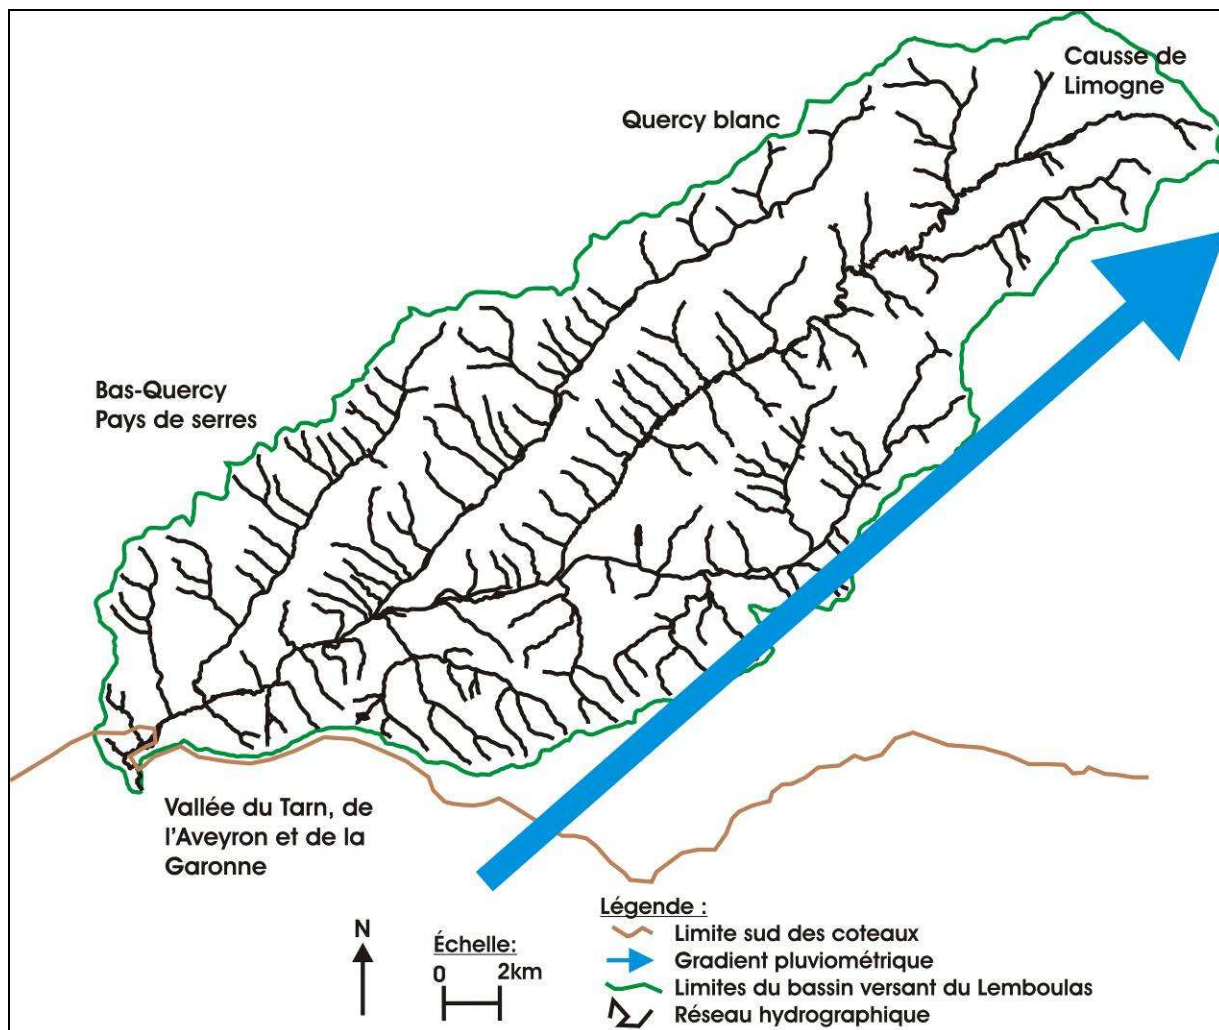 Causse de
Limogne
Quercy blanc
Bas-Quercy
Pays de serres
Vallée du Tarn, de
l'Aveyron et de la
Garonne
N
Échelle:
0 2km
Légende :
Limite sud des coteaux
Gradient pluviométrique
Limites du bassin versant du Lemboulas
Réseau hydrographique